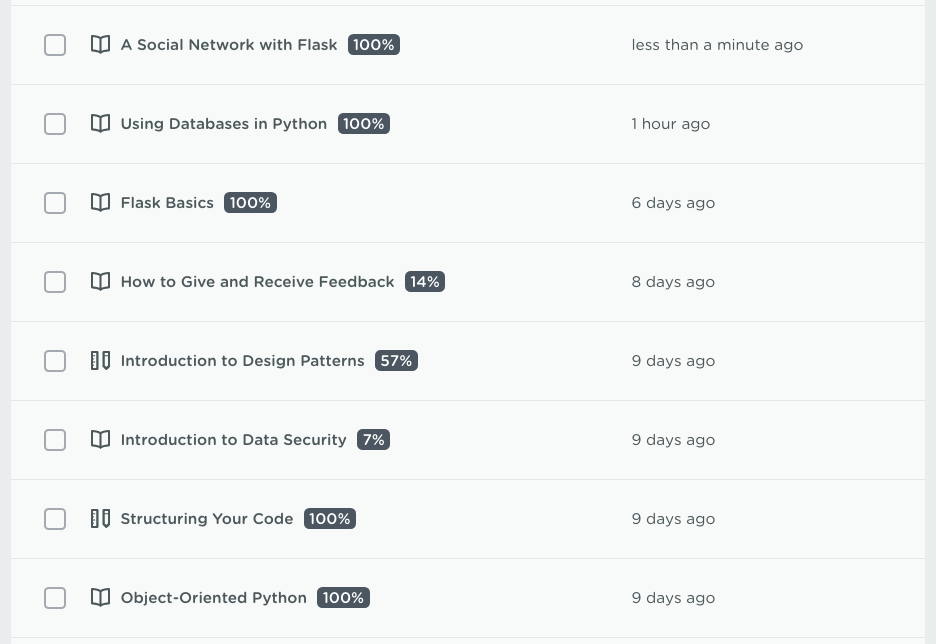 A Social Network with Flask 100% less than a minute ago
Using Databases in Python 100% 1 hour ago
Flask Basics 100% 6 days ago
How to Give and Receive Feedback 14% 8 days ago
Introduction to Design Patterns 57% 9 days ago
Introduction to Data Security 7% 9 days ago
Structuring Your Code 100% 9 days ago
Object-Oriented Python 100% 9 days ago